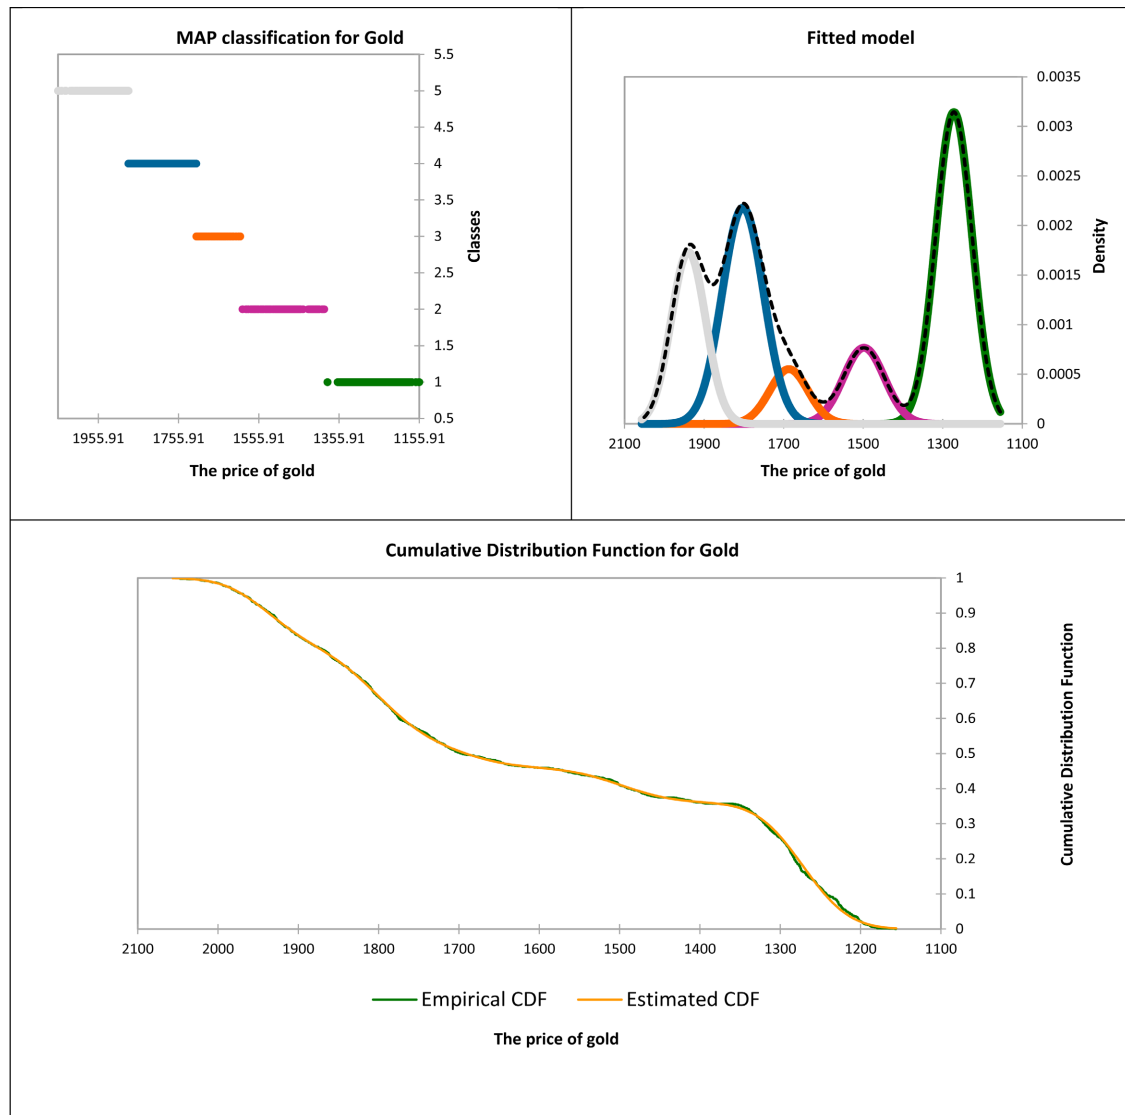 MAP classification for Gold
5.5
5
4.5
4
3.5
3
2.5
2
1.5
1
0.5
Classes
1955.91 1755.91 1555.91 1355.91 1155.91
The price of gold
Fitted model
0.0035
0.003
0.0025
0.002
0.0015
0.001
0.0005
0
Density
2100 1900 1700 1500 1300 1100
The price of gold
Cumulative Distribution Function for Gold
1
0.9
0.8
0.7
0.6
0.5
0.4
0.3
0.2
0.1
0
Cumulative Distribution Function
2100 2000 1900 1800 1700 1600 1500 1400 1300 1200 1100
Empirical CDF Estimated CDF
The price of gold